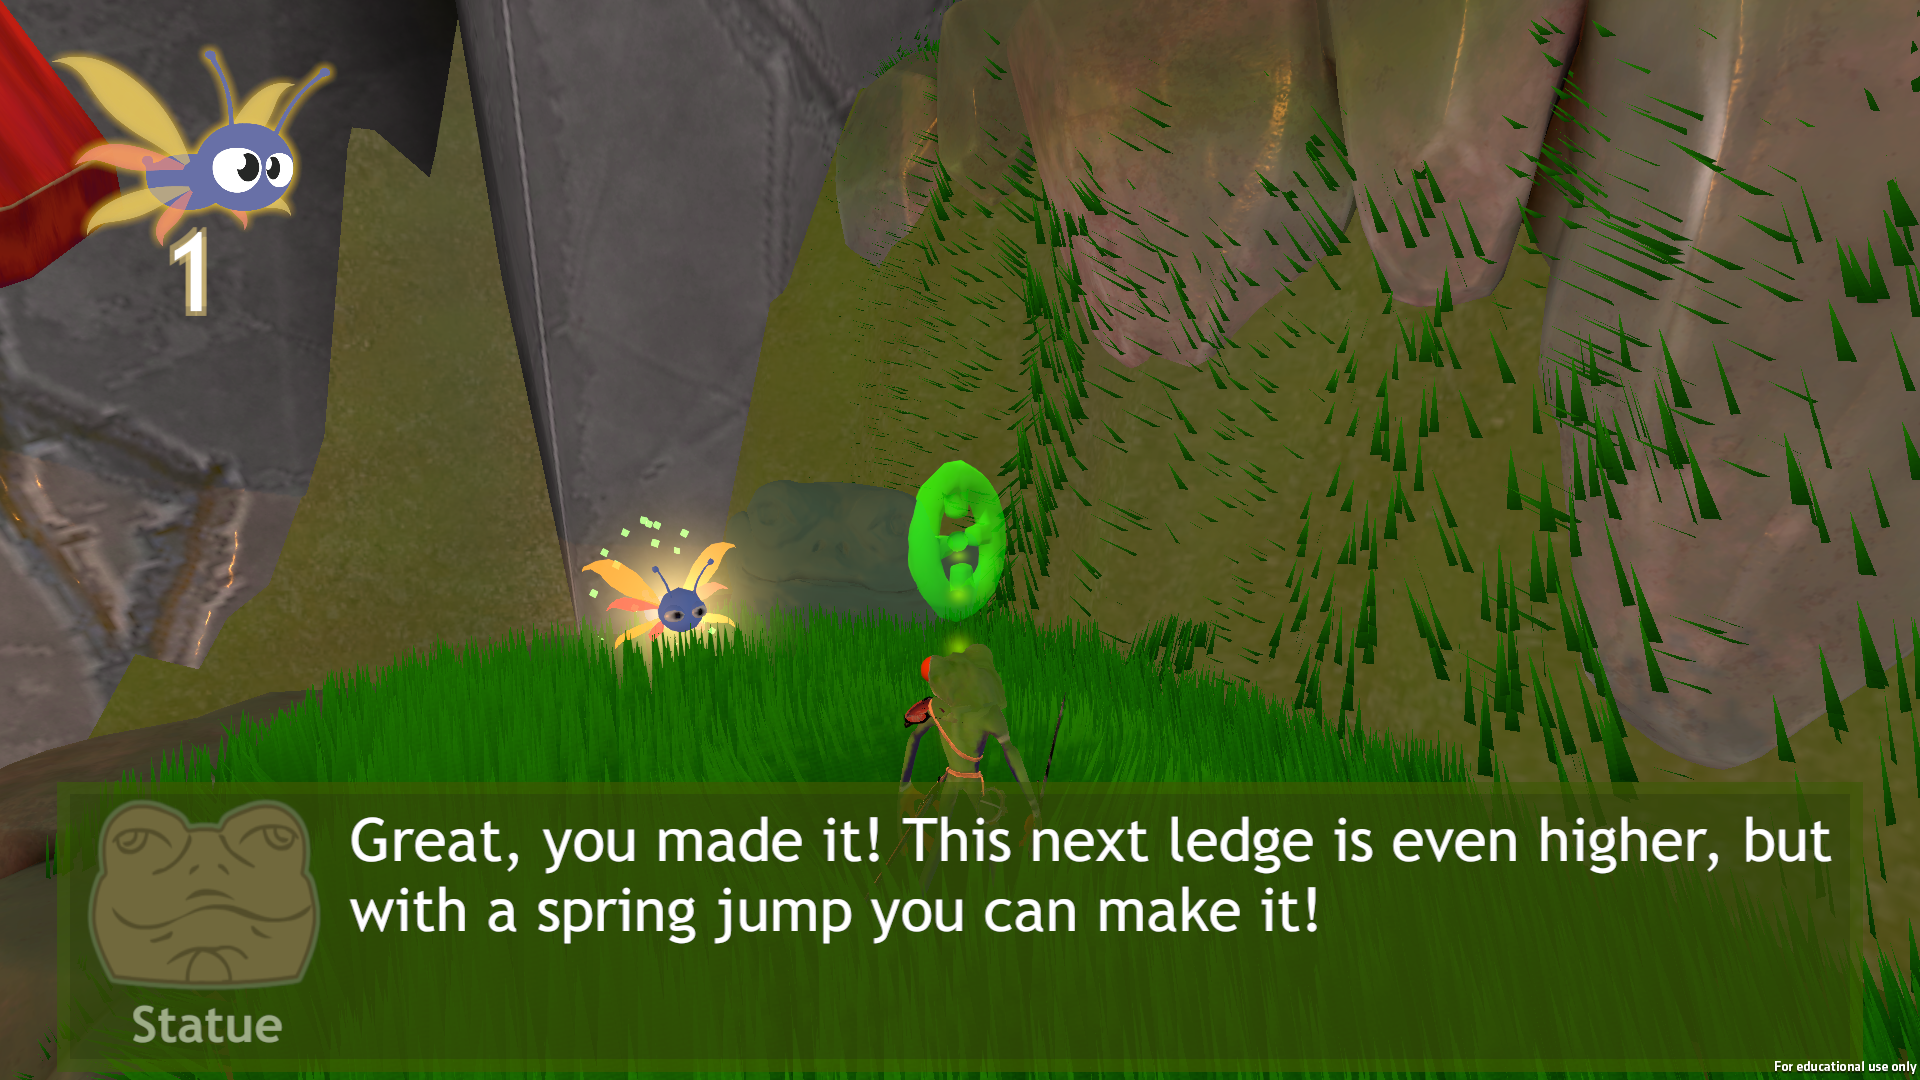 1
Great, you made it! This next ledge is even higher, but
with a spring jump you can make it!
Statue
For educational use only